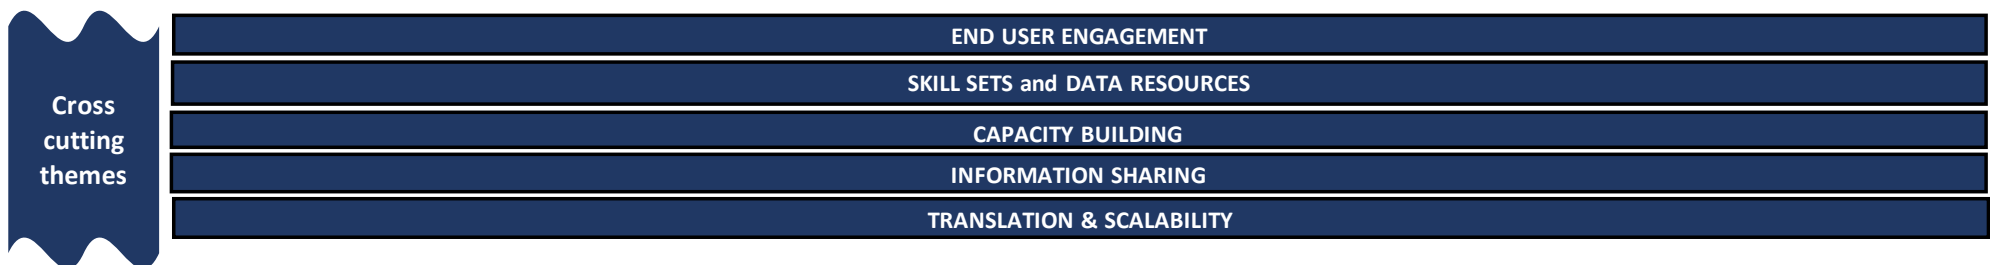 Cross
cutting
themes
END USER ENGAGEMENT
SKILL SETS and DATA RESOURCES
CAPACITY BUILDING
INFORMATION SHARING
TRANSLATION & SCALABILITY